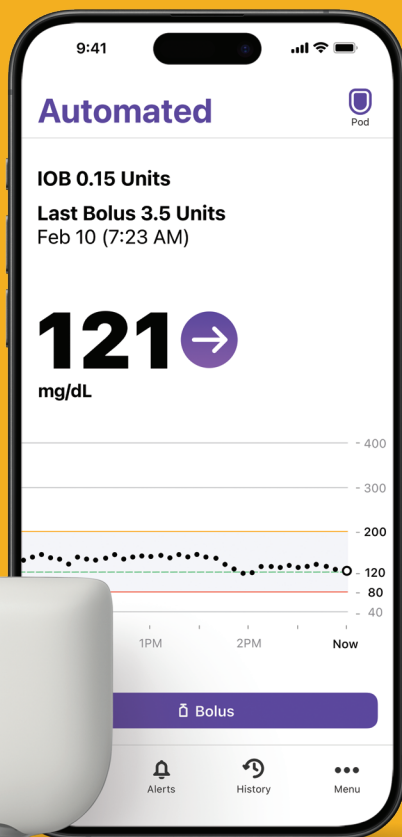 9:41
Automated
Pod
IOB 0.15 Units
Last Bolus 3.5 Units
Feb 10 (7:23 AM)
121
mg/dL
400
300
200
120
80
40
1PM
2PM
Now
Bolus
Alerts
History
Menu